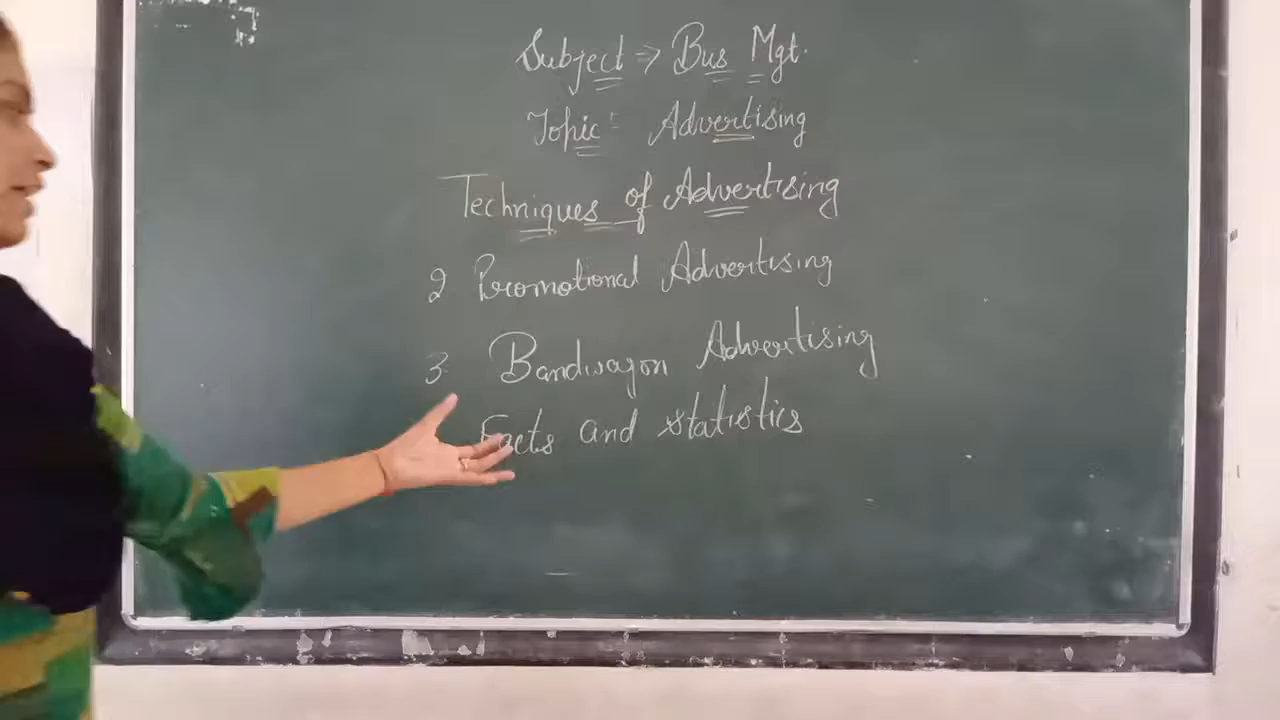 Subject => Bus Mgt.
Topic: Advertising
Techniques of Advertising
2 Promotional Advertising
3 Bandwagon Advertising
Facts and statistics